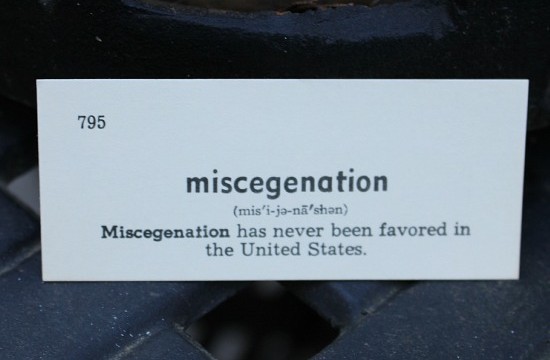 795
miscegenation
(mis′i-jə-nā′shən)
Miscegenation has never been favored in
the United States.